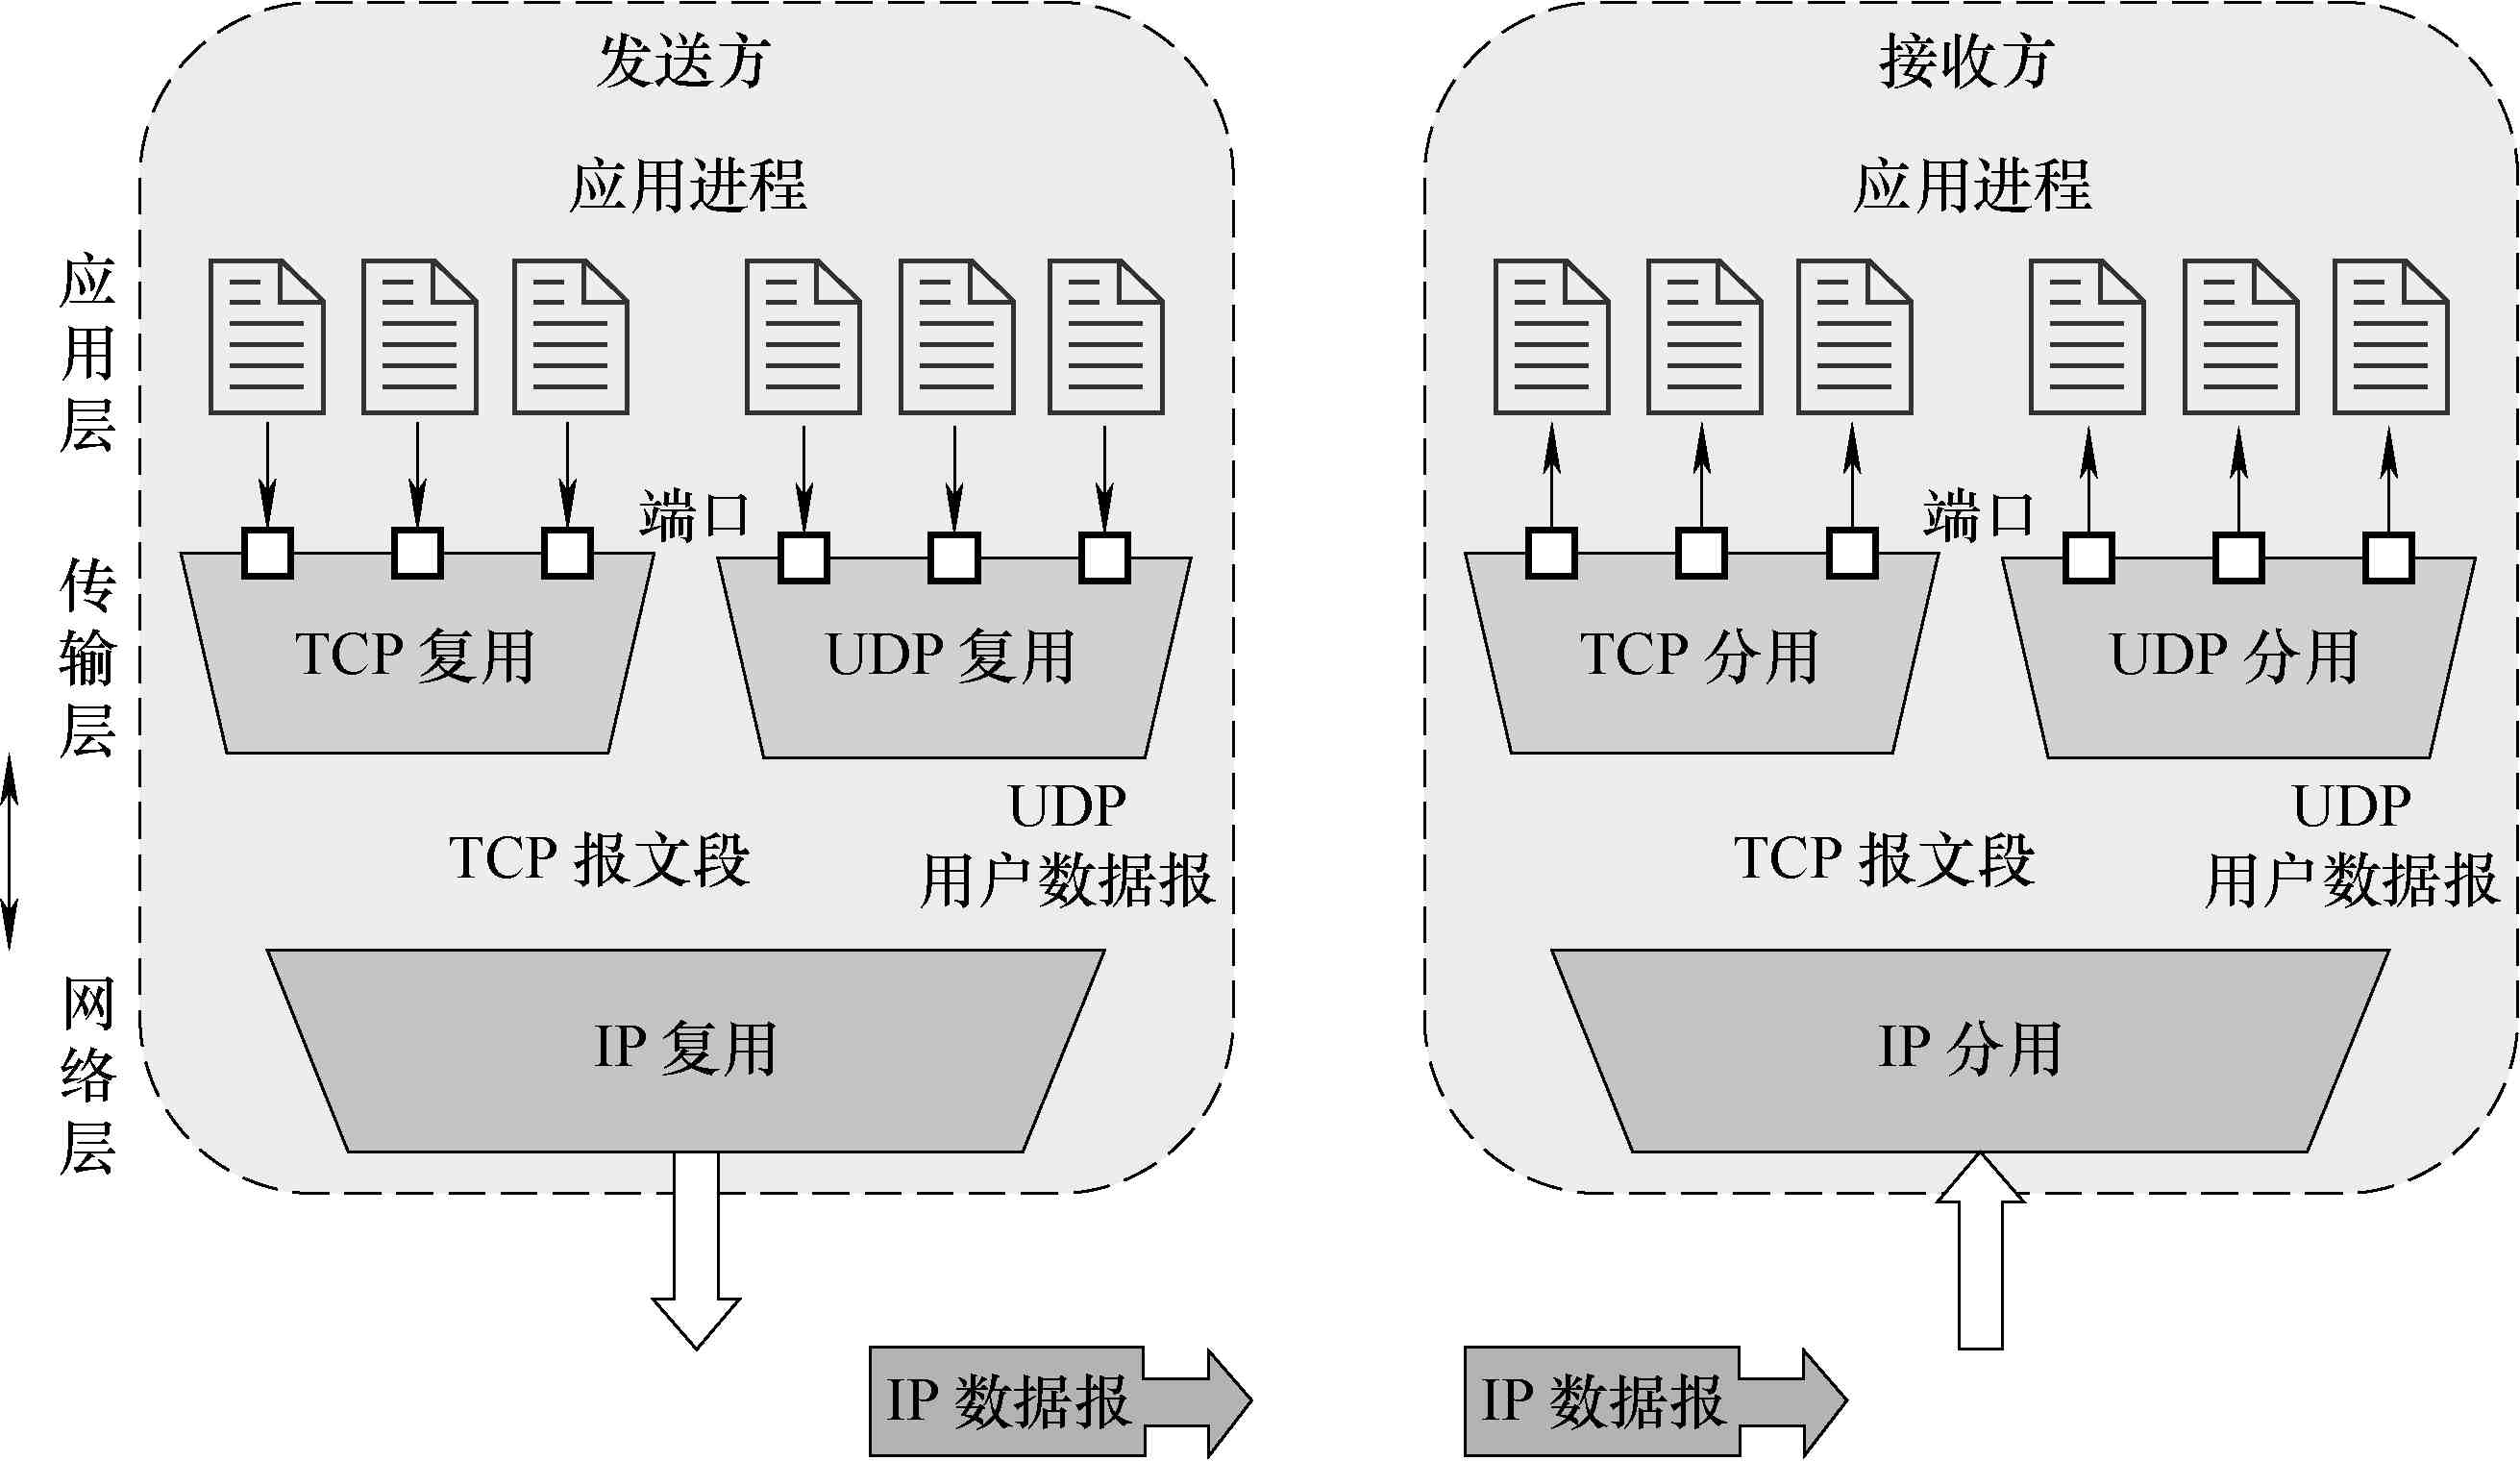 发送方
应用进程
应用层
端口
传输层
TCP 复用
UDP 复用
TCP 报文段
UDP
用户数据报
网络层
IP 复用
IP 数据报
接收方
应用进程
端口
TCP 分用
UDP 分用
TCP 报文段
UDP
用户数据报
IP 分用
IP 数据报